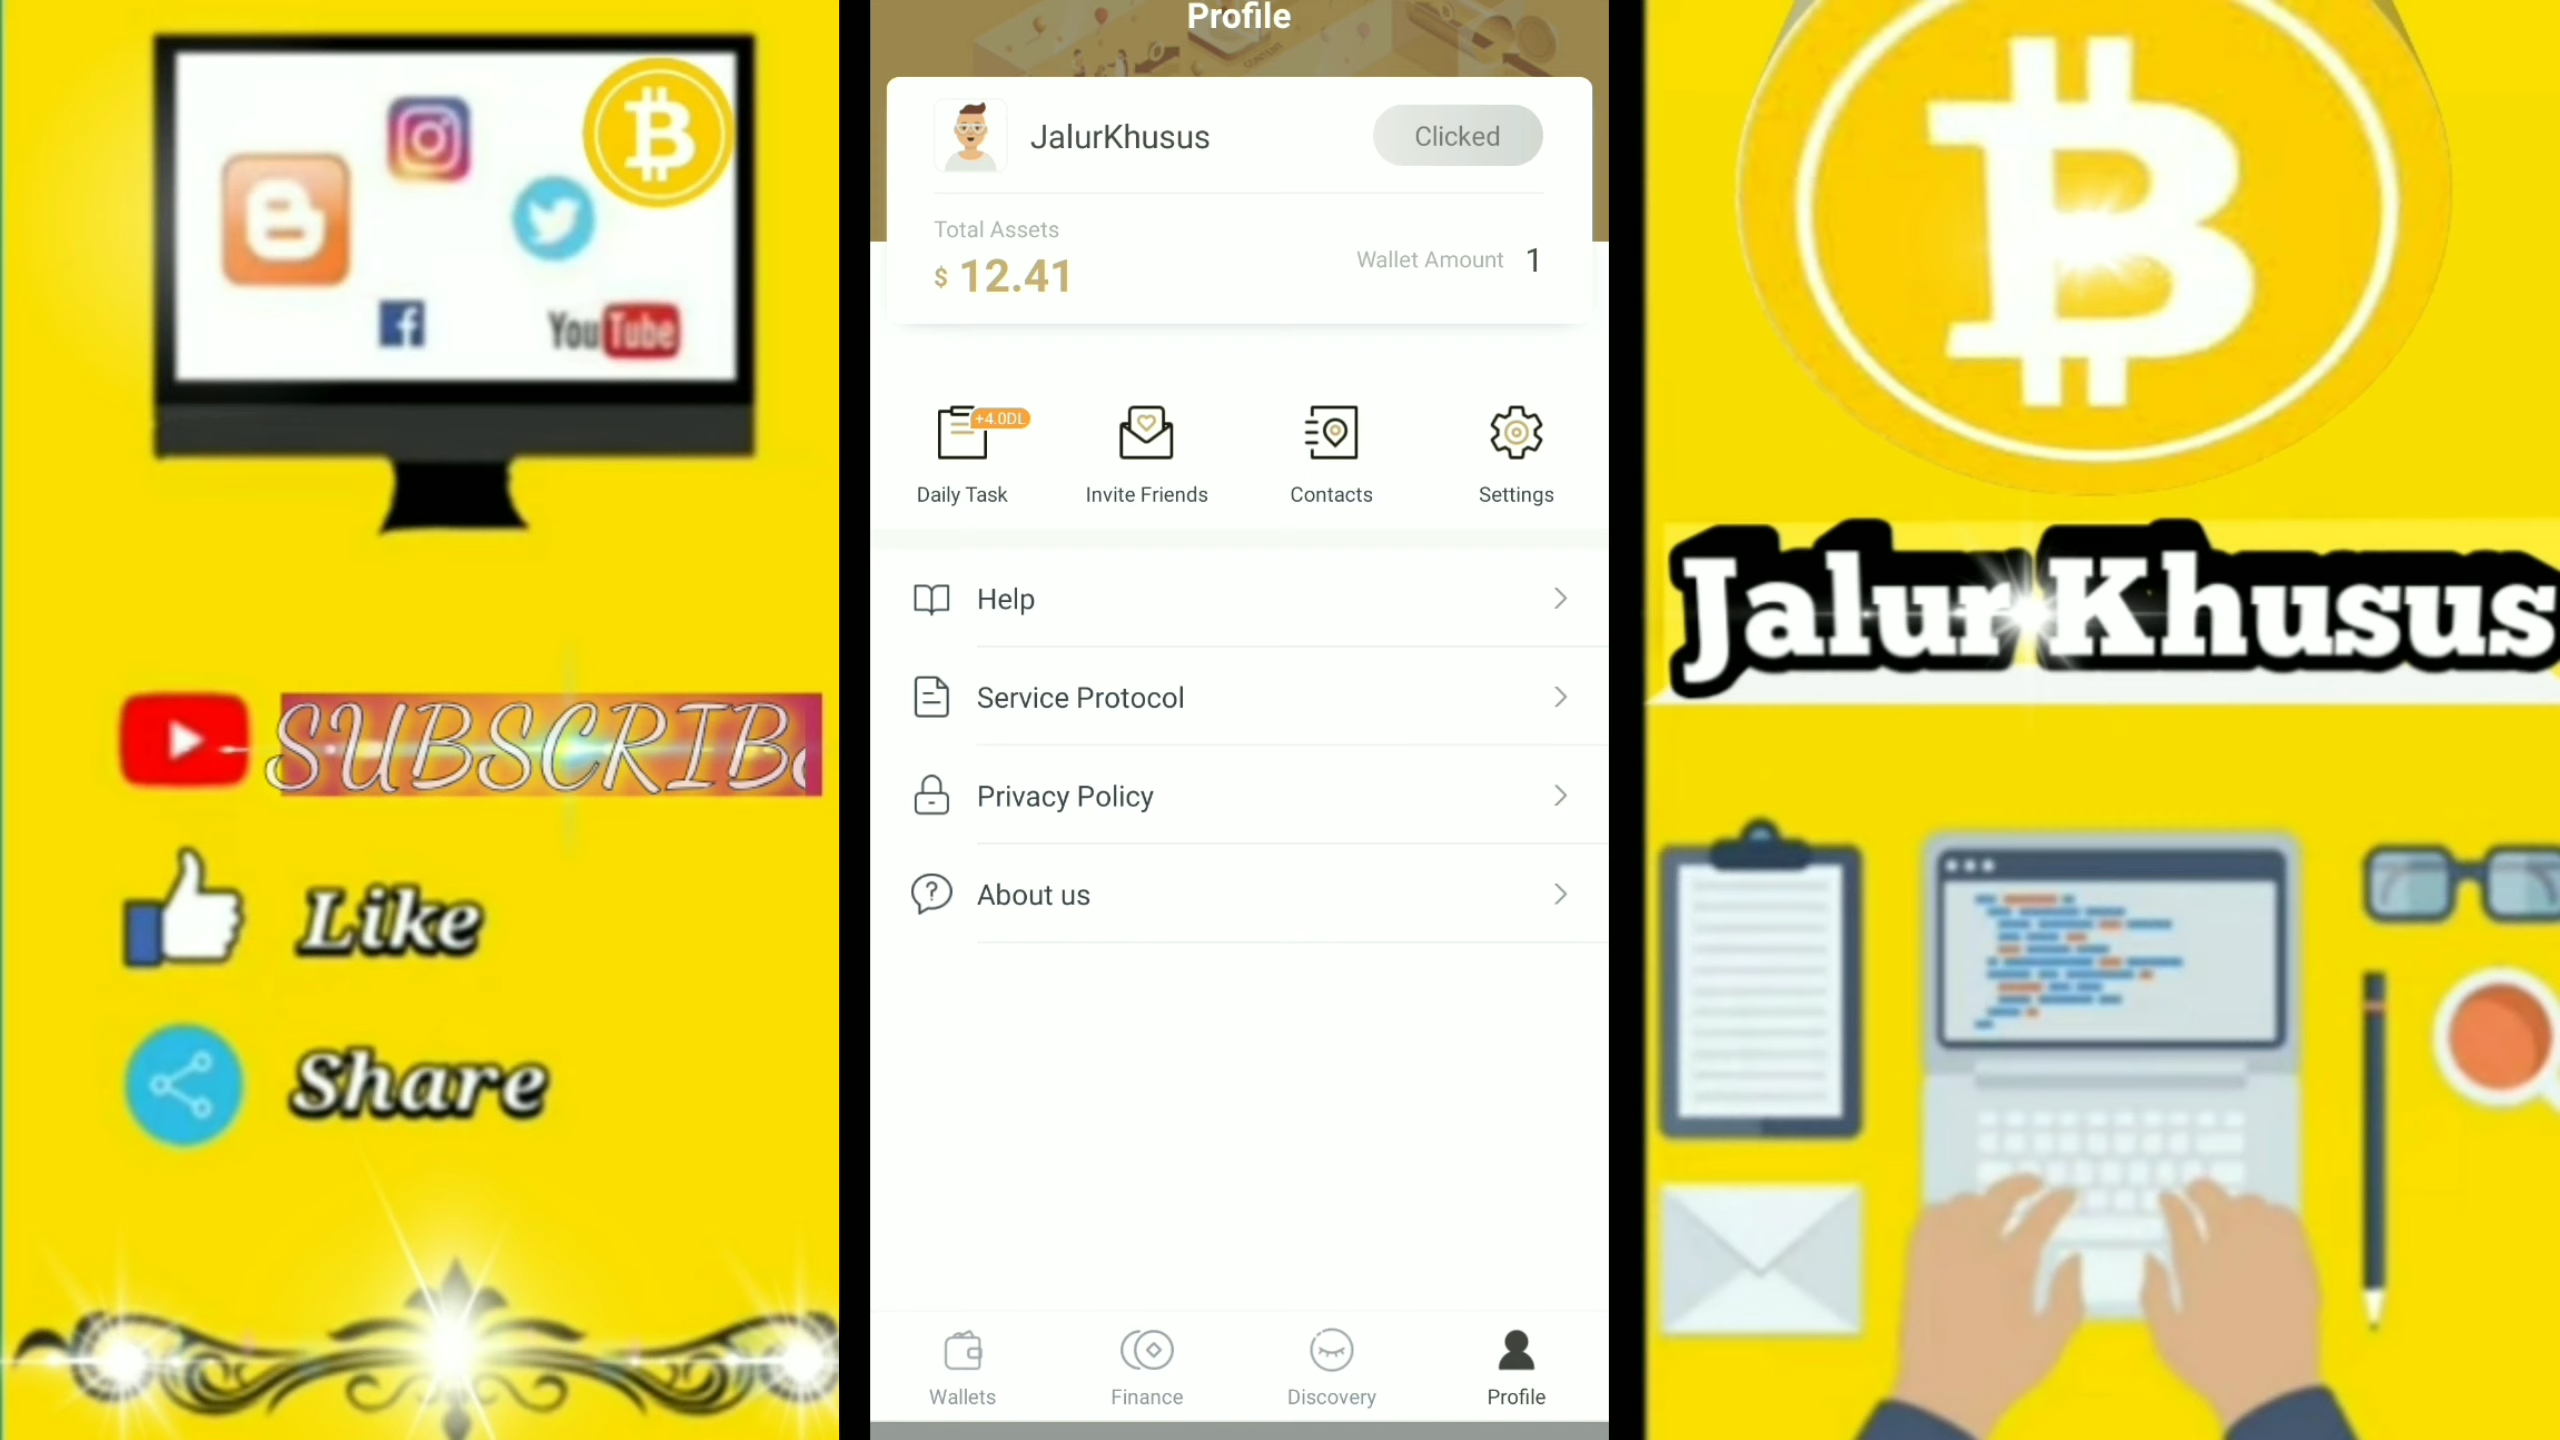 You Tube
SUBSCRIBe
Like
Share
Profile
JalurKhusus
Clicked
Total Assets
$ 12.41
Wallet Amount 1
+4.0DL
Daily Task
Invite Friends
Contacts
Settings
Help
Service Protocol
Privacy Policy
About us
Wallets
Finance
Discovery
Profile
Jalur Khusus